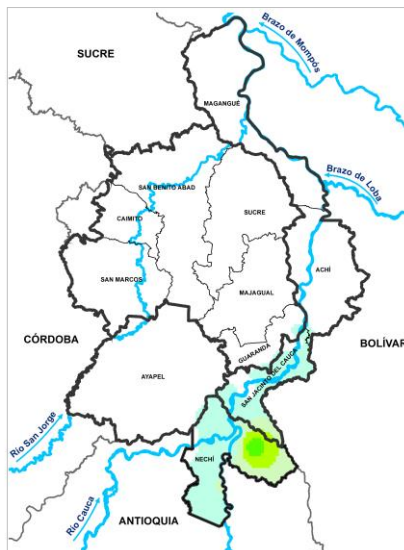 SUCRE
Brazo de Mompós
MAGANGUÉ
Brazo de Loba
SAN BENITO ABAD
CAIMITO
SUCRE
ACHÍ
SAN MARCOS
MAJAGUAL
CÓRDOBA
BOLÍVAR
GUARANDA
AYAPEL
SAN JACINTO DEL CAUCA
Río San Jorge
NECHÍ
Río Cauca
ANTIOQUIA